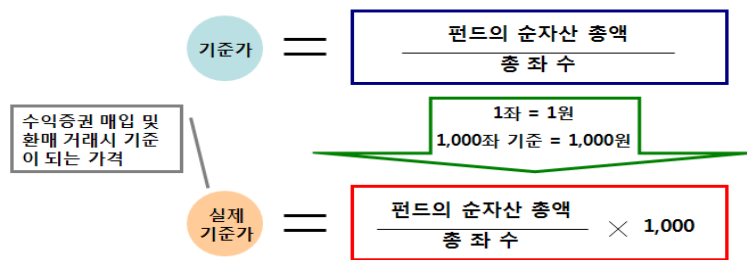 기준가
펀드의 순자산 총액
총 좌 수
수익증권 매입 및
환매 거래시 기준
이 되는 가격
1좌 = 1원
1,000좌 기준 = 1,000원
실제
기준가
펀드의 순자산 총액
총 좌 수
× 1,000